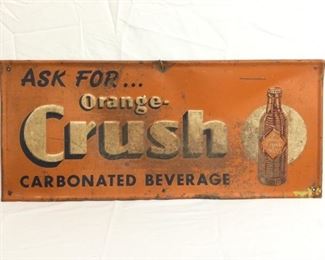 ASK FOR...
Orange-
Crush
CARBONATED BEVERAGE